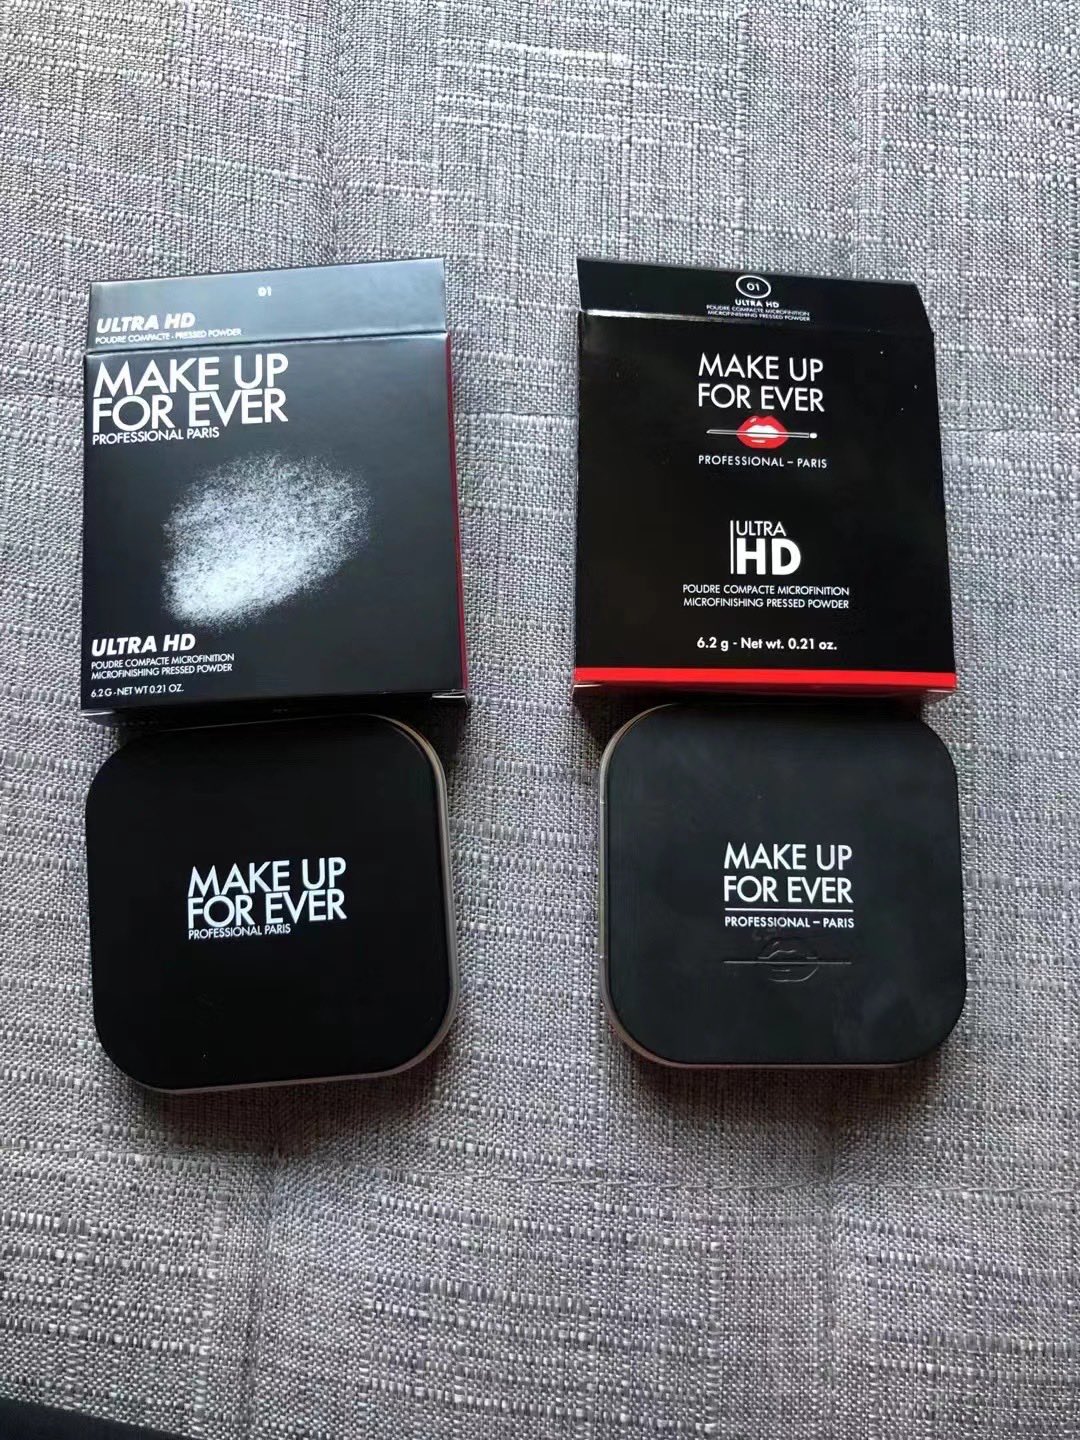 01
ULTRA HD
POUDRE COMPACTE - PRESSED POWDER
MAKE UP
FOR EVER
PROFESSIONAL PARIS
ULTRA HD
POUDRE COMPACTE MICROFINITION
MICROFINISHING PRESSED POWDER
6.2 G - NET WT 0.21 OZ.
MAKE UP
FOR EVER
PROFESSIONAL PARIS
01
ULTRA HD
POUDRE COMPACTE MICROFINITION
MICROFINISHING PRESSED POWDER
MAKE UP
FOR EVER
PROFESSIONAL – PARIS
ULTRA
HD
POUDRE COMPACTE MICROFINITION
MICROFINISHING PRESSED POWDER
6.2 g - Net wt. 0.21 oz.
MAKE UP
FOR EVER
PROFESSIONAL – PARIS